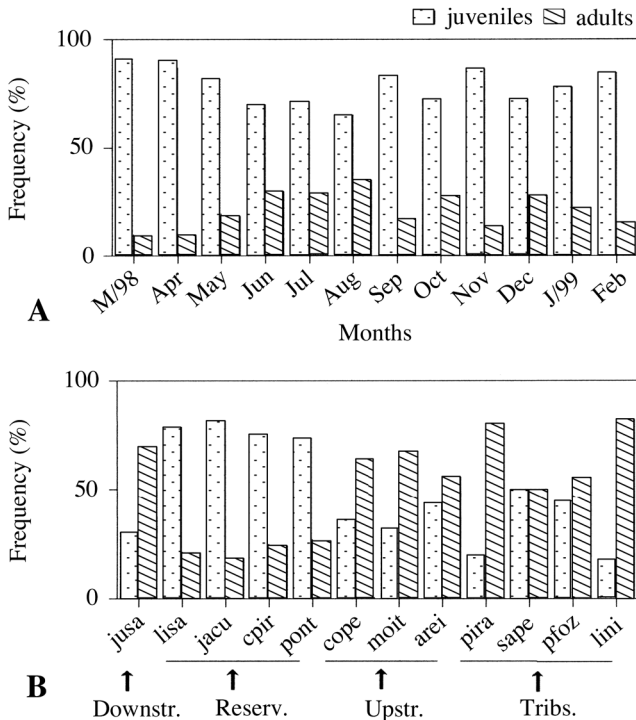 juveniles adults
100
50
0
Frequency (%)
M/98 Apr May Jun Jul Aug Sep Oct Nov Dec J/99 Feb
A
Months
100
50
0
Frequency (%)
jusa lisa jacu cpir pont cope moit arei pira sape pfoz lini
B
Downstr. Reserv. Upstr. Tribs.